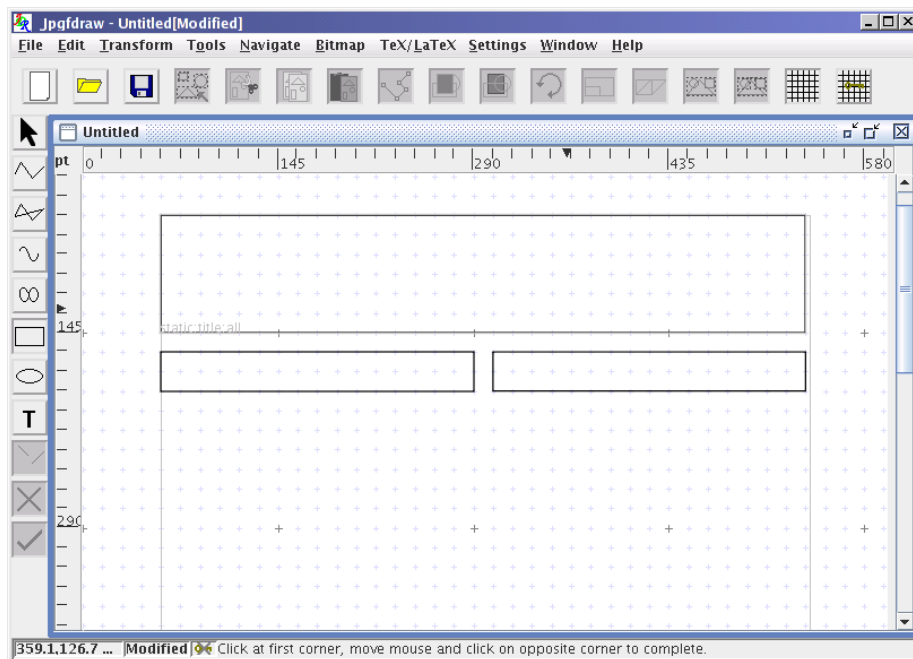 Jpgfdraw - Untitled[Modified]
File Edit Transform Tools Navigate Bitmap TeX/LaTeX Settings Window Help
Untitled
pt 0 145 290 435 580
145
static:title;all
T
290
359.1,126.7 ... Modified Click at first corner, move mouse and click on opposite corner to complete.